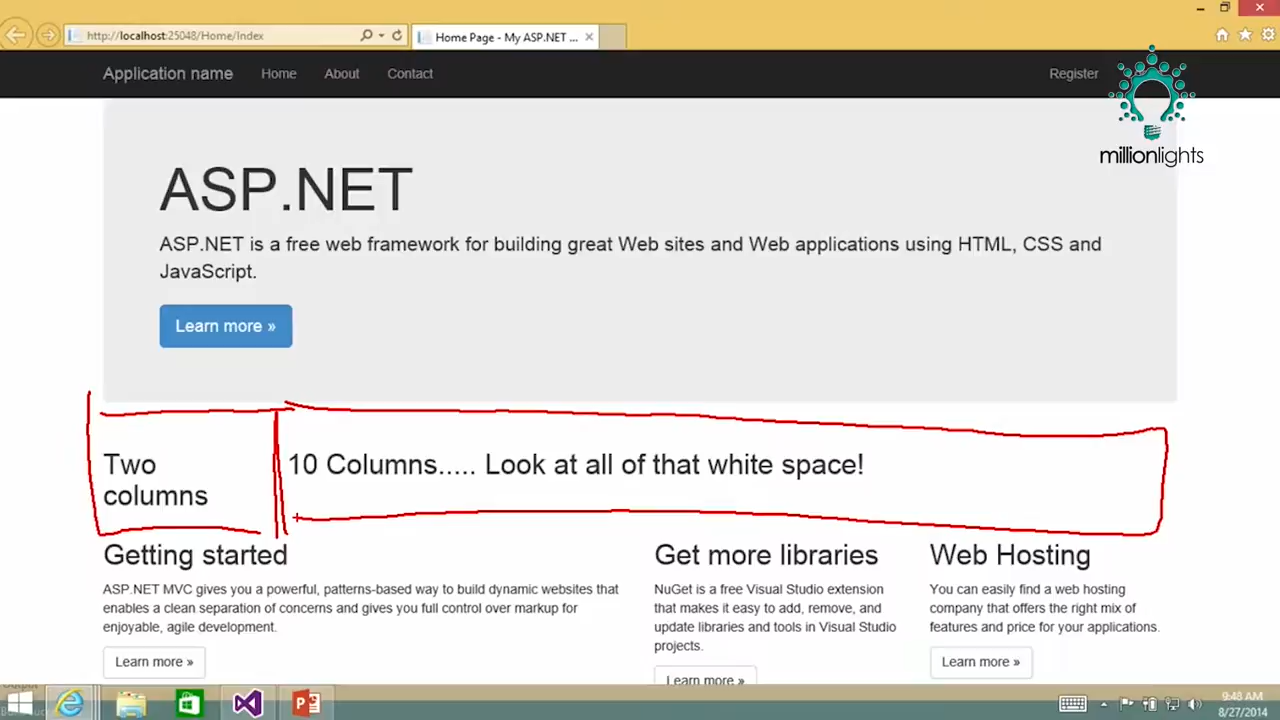 http://localhost:25048/Home/Index
Home Page - My ASP.NET ...
Application name Home About Contact Register
millionlights
ASP.NET
ASP.NET is a free web framework for building great Web sites and Web applications using HTML, CSS and
JavaScript.
Learn more »
Two
columns
10 Columns..... Look at all of that white space!
Getting started
ASP.NET MVC gives you a powerful, patterns-based way to build dynamic websites that
enables a clean separation of concerns and gives you full control over markup for
enjoyable, agile development.
Learn more »
Get more libraries
NuGet is a free Visual Studio extension
that makes it easy to add, remove, and
update libraries and tools in Visual Studio
projects.
Learn more »
Web Hosting
You can easily find a web hosting
company that offers the right mix of
features and price for your applications.
Learn more »
9:48 AM
8/27/2014